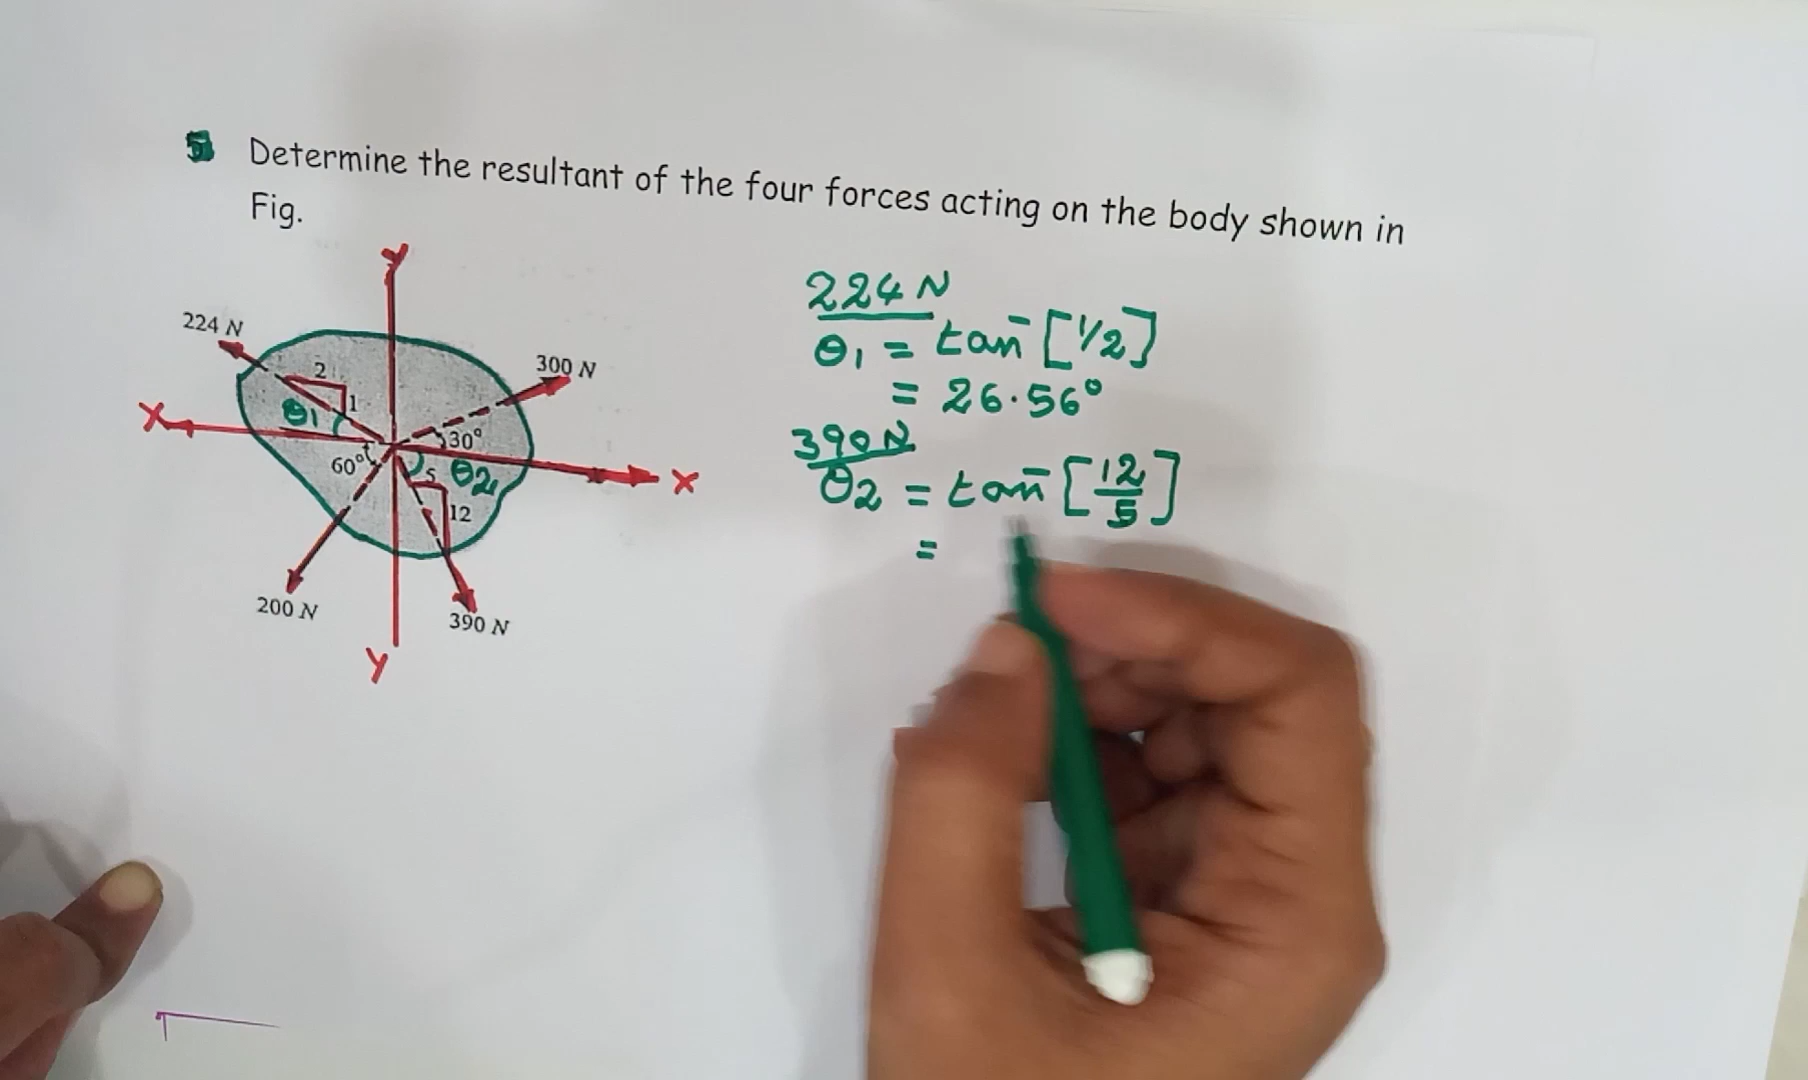 5 Determine the resultant of the four forces acting on the body shown in
Fig.
Y
224 N
2
1
θ1
300 N
30°
X
X
60°
5
θ2
12
200 N
390 N
Y
224 N
θ1 = tan⁻ [1/2]
= 26.56°
390 N
θ2 = tan⁻ [12/5]
=